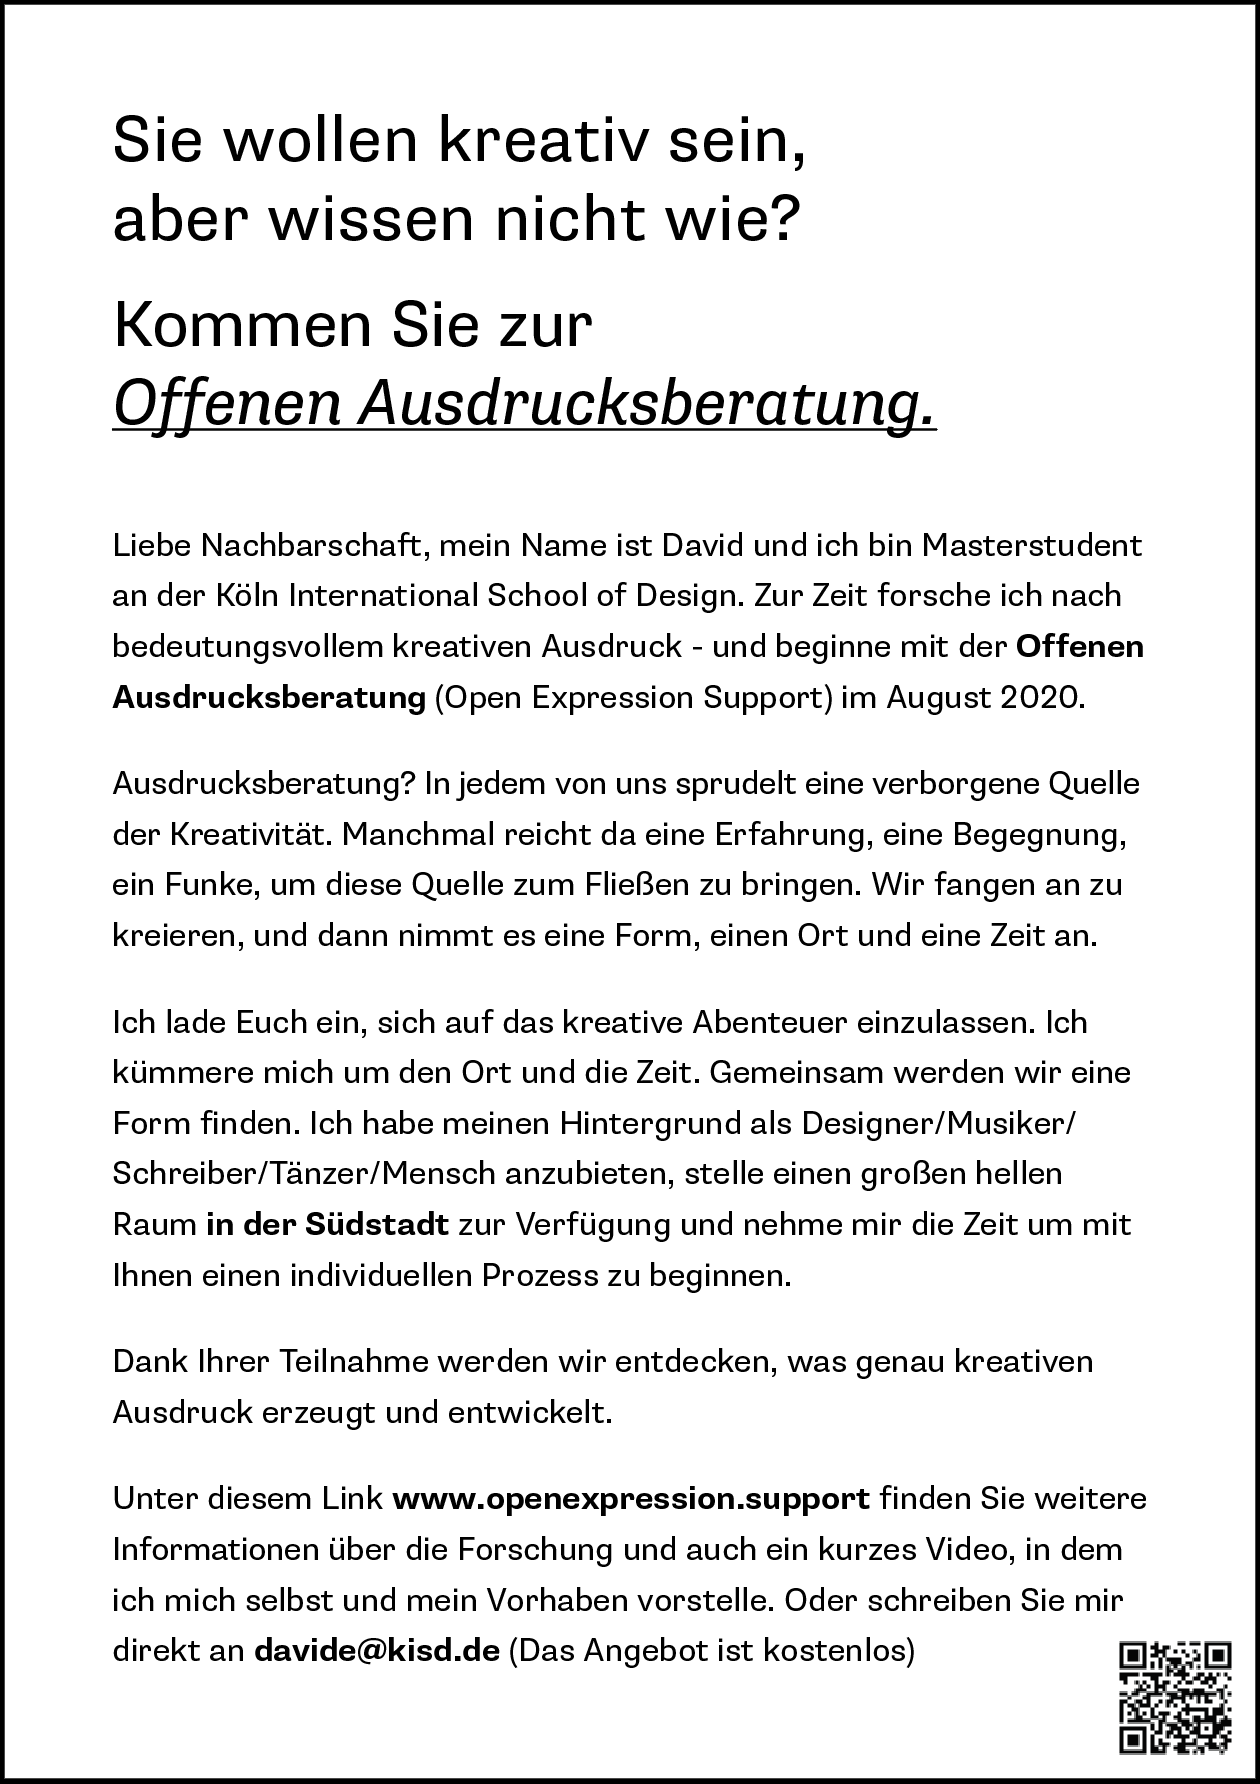 Sie wollen kreativ sein,
aber wissen nicht wie?
Kommen Sie zur
Offenen Ausdrucksberatung.
Liebe Nachbarschaft, mein Name ist David und ich bin Masterstudent
an der Köln International School of Design. Zur Zeit forsche ich nach
bedeutungsvollem kreativen Ausdruck - und beginne mit der Offenen
Ausdrucksberatung (Open Expression Support) im August 2020.
Ausdrucksberatung? In jedem von uns sprudelt eine verborgene Quelle
der Kreativität. Manchmal reicht da eine Erfahrung, eine Begegnung,
ein Funke, um diese Quelle zum Fließen zu bringen. Wir fangen an zu
kreieren, und dann nimmt es eine Form, einen Ort und eine Zeit an.
Ich lade Euch ein, sich auf das kreative Abenteuer einzulassen. Ich
kümmere mich um den Ort und die Zeit. Gemeinsam werden wir eine
Form finden. Ich habe meinen Hintergrund als Designer/Musiker/
Schreiber/Tänzer/Mensch anzubieten, stelle einen großen hellen
Raum in der Südstadt zur Verfügung und nehme mir die Zeit um mit
Ihnen einen individuellen Prozess zu beginnen.
Dank Ihrer Teilnahme werden wir entdecken, was genau kreativen
Ausdruck erzeugt und entwickelt.
Unter diesem Link www.openexpression.support finden Sie weitere
Informationen über die Forschung und auch ein kurzes Video, in dem
ich mich selbst und mein Vorhaben vorstelle. Oder schreiben Sie mir
direkt an davide@kisd.de (Das Angebot ist kostenlos)